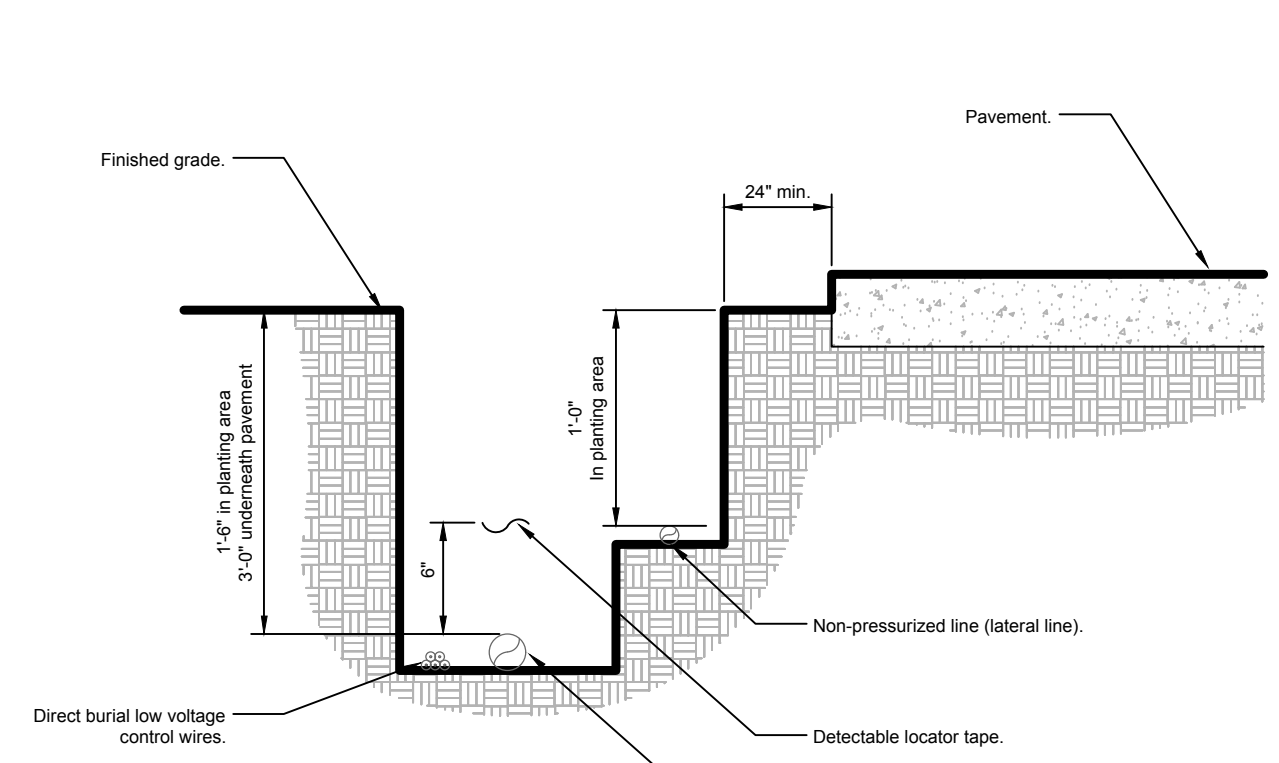 Pavement.
Finished grade.
24" min.
1'-6" in planting area
3'-0" underneath pavement
1'-0"
In planting area
6"
Non-pressurized line (lateral line).
Direct burial low voltage
control wires.
Detectable locator tape.